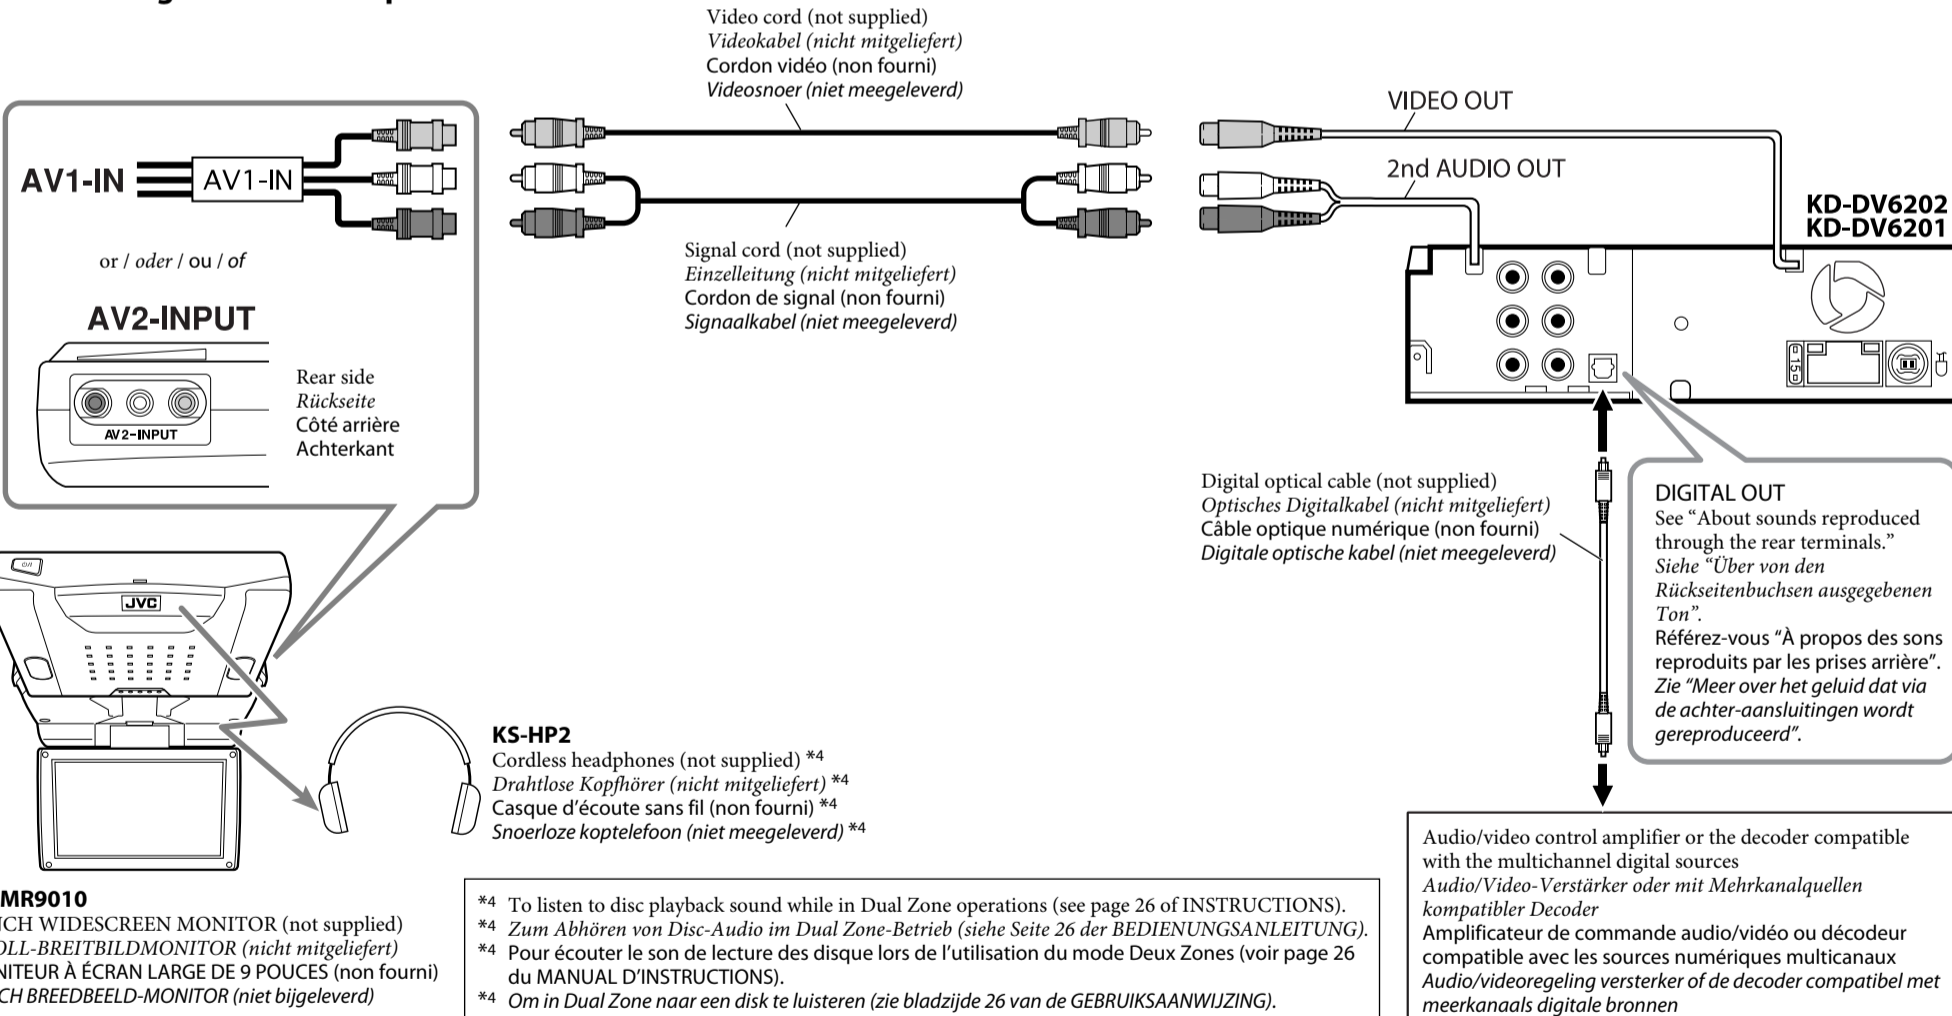 Video cord (not supplied)
Videokabel (nicht mitgeliefert)
Cordon vidéo (non fourni)
Videosnoer (niet meegeleverd)
VIDEO OUT
2nd AUDIO OUT
KD-DV6202
KD-DV6201
AV1-IN
AV1-IN
or / oder / ou / of
AV2-INPUT
Rear side
Rückseite
Côté arrière
Achterkant
AV2-INPUT
Signal cord (not supplied)
Einzelleitung (nicht mitgeliefert)
Cordon de signal (non fourni)
Signaalkabel (niet meegeleverd)
15
Digital optical cable (not supplied)
Optisches Digitalkabel (nicht mitgeliefert)
Câble optique numérique (non fourni)
Digitale optische kabel (niet meegeleverd)
DIGITAL OUT
See “About sounds reproduced
through the rear terminals.”
Siehe “Über von den
Rückseitenbuchsen ausgegebenen
Ton”.
Référez-vous “À propos des sons
reproduits par les prises arrière”.
Zie “Meer over het geluid dat via
de achter-aansluitingen wordt
gereproduceerd”.
JVC
KS-HP2
Cordless headphones (not supplied) *4
Drahtlose Kopfhörer (nicht mitgeliefert) *4
Casque d’écoute sans fil (non fourni) *4
Snoerloze koptelefoon (niet meegeleverd) *4
MR9010
NCH WIDESCREEN MONITOR (not supplied)
OLL-BREITBILDMONITOR (nicht mitgeliefert)
NITEUR À ÉCRAN LARGE DE 9 POUCES (non fourni)
CH BREEDBEELD-MONITOR (niet bijgeleverd)
*4 To listen to disc playback sound while in Dual Zone operations (see page 26 of INSTRUCTIONS).
*4 Zum Abhören von Disc-Audio im Dual Zone-Betrieb (siehe Seite 26 der BEDIENUNGSANLEITUNG).
*4 Pour écouter le son de lecture des disque lors de l’utilisation du mode Deux Zones (voir page 26
du MANUAL D’INSTRUCTIONS).
*4 Om in Dual Zone naar een disk te luisteren (zie bladzijde 26 van de GEBRUIKSAANWIJZING).
Audio/video control amplifier or the decoder compatible
with the multichannel digital sources
Audio/Video-Verstärker oder mit Mehrkanalquellen
kompatibler Decoder
Amplificateur de commande audio/vidéo ou décodeur
compatible avec les sources numériques multicanaux
Audio/videoregeling versterker of de decoder compatibel met
meerkanaals digitale bronnen